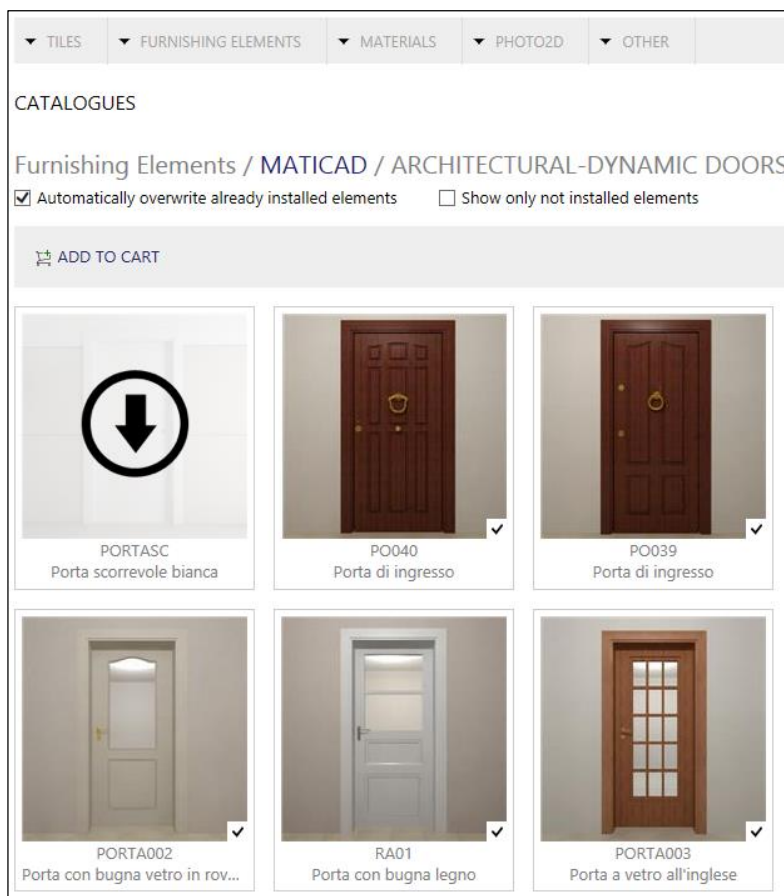 TILES FURNISHING ELEMENTS MATERIALS PHOTO2D OTHER
CATALOGUES
Furnishing Elements / MATICAD / ARCHITECTURAL-DYNAMIC DOORS
Automatically overwrite already installed elements Show only not installed elements
ADD TO CART
PORTASC PO040 PO039
Porta scorrevole bianca Porta di ingresso Porta di ingresso
PORTA002 RA01 PORTA003
Porta con bugna vetro in rov... Porta con bugna legno Porta a vetro all'inglese